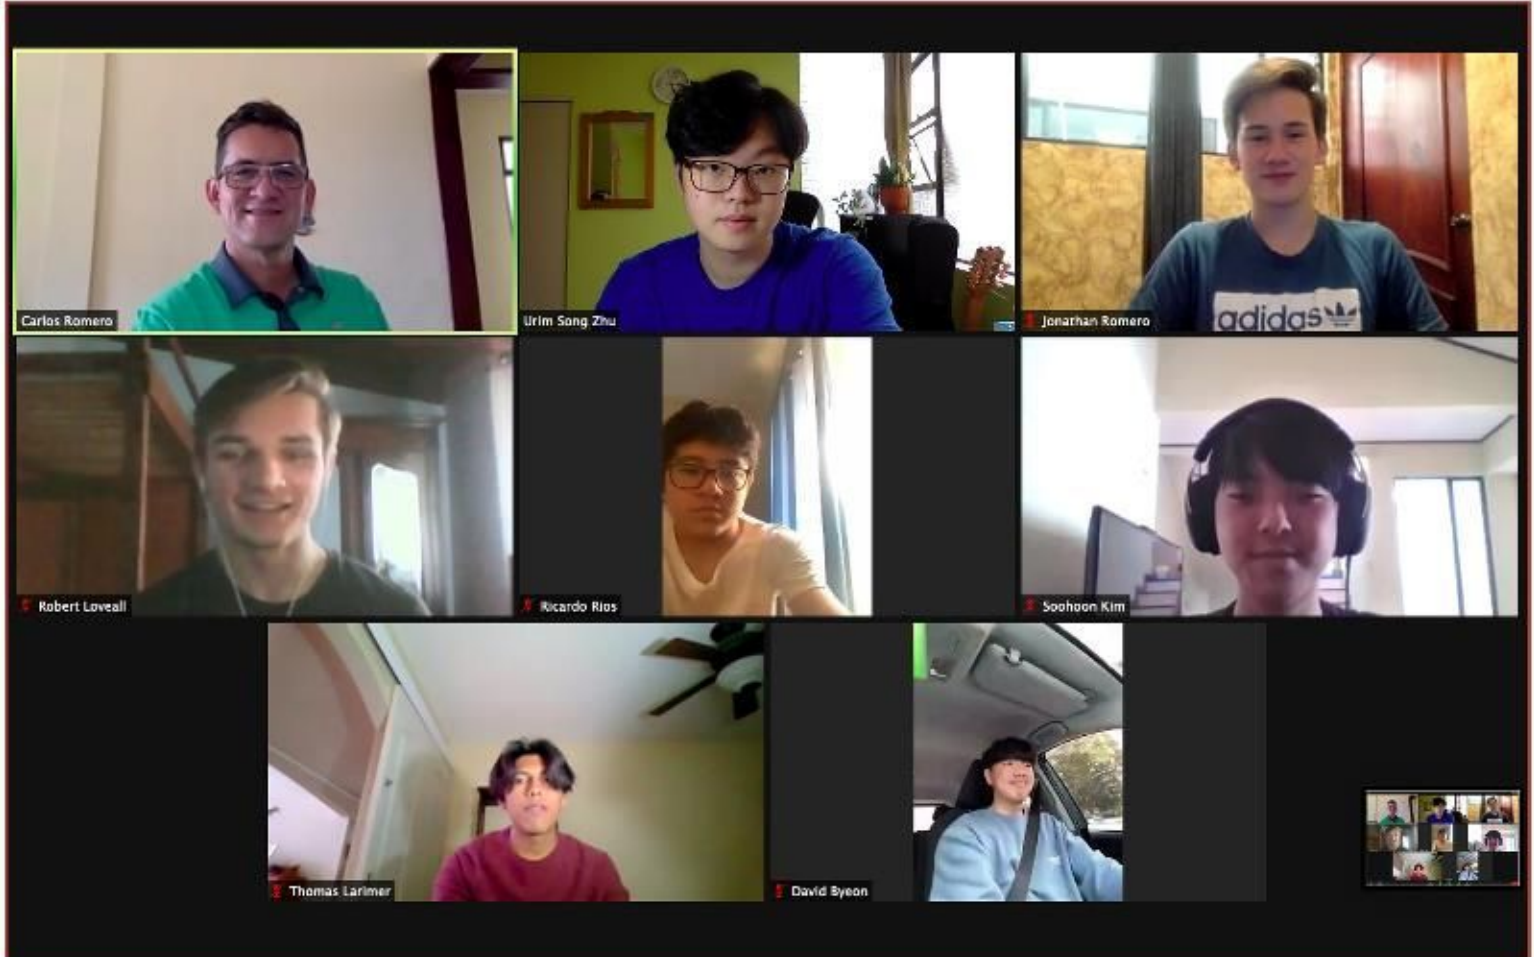 Carlos Romero
Urim Song Zhu
Jonathan Romero
adidas
Robert Loveall
Ricardo Rios
Soohoon Kim
Thomas Larimer
David Byeon